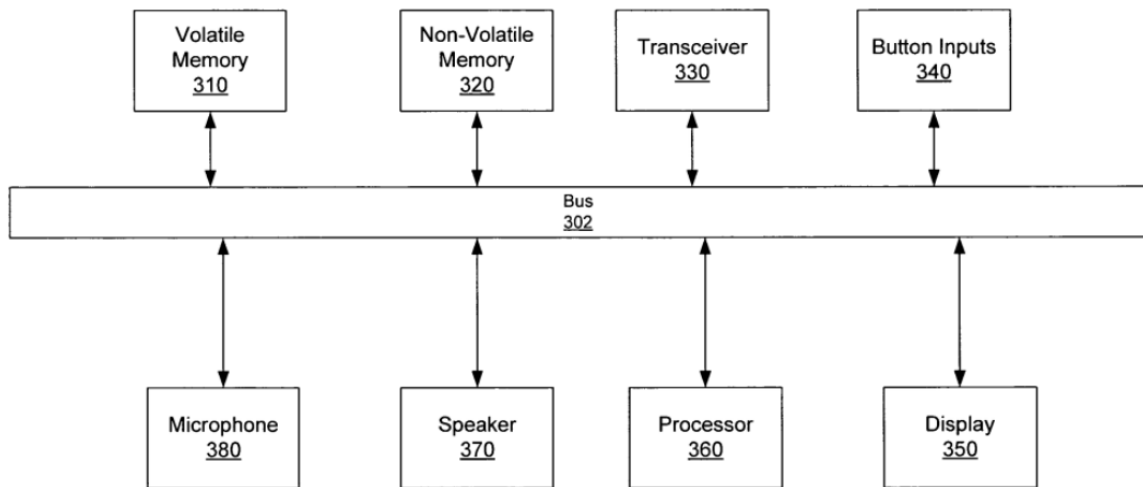 Volatile
Memory
310
Non-Volatile
Memory
320
Transceiver
330
Button Inputs
340
Bus
302
Microphone
380
Speaker
370
Processor
360
Display
350